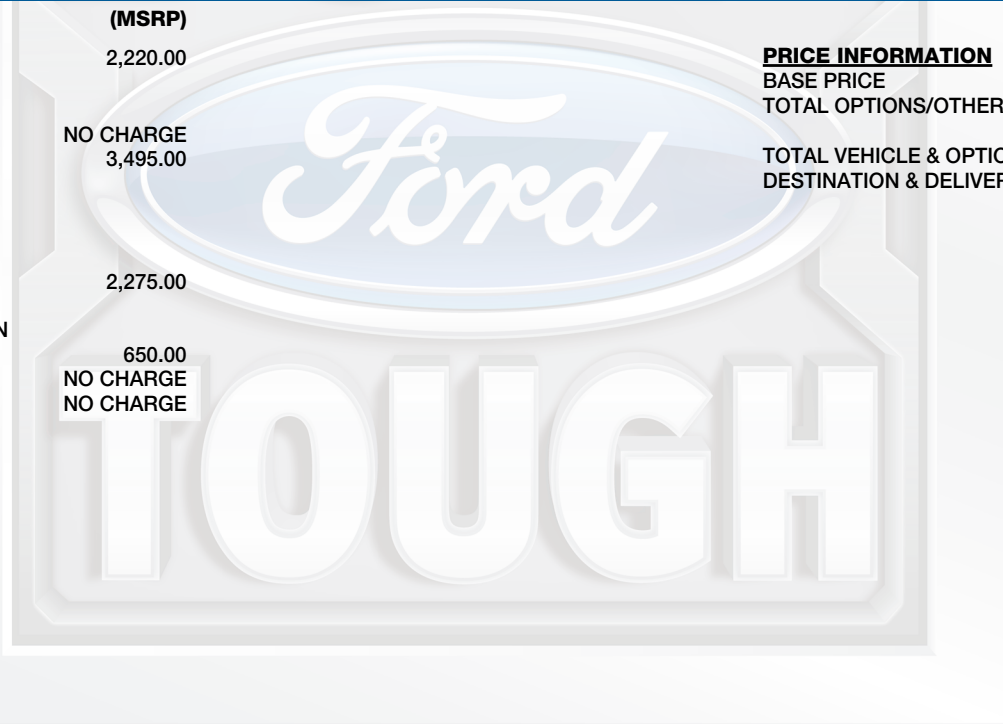 (MSRP)
2,220.00
NO CHARGE
3,495.00
2,275.00
N
650.00
NO CHARGE
NO CHARGE
PRICE INFORMATION
BASE PRICE
TOTAL OPTIONS/OTHER
TOTAL VEHICLE & OPTIO
DESTINATION & DELIVER
Ford
TOUGH